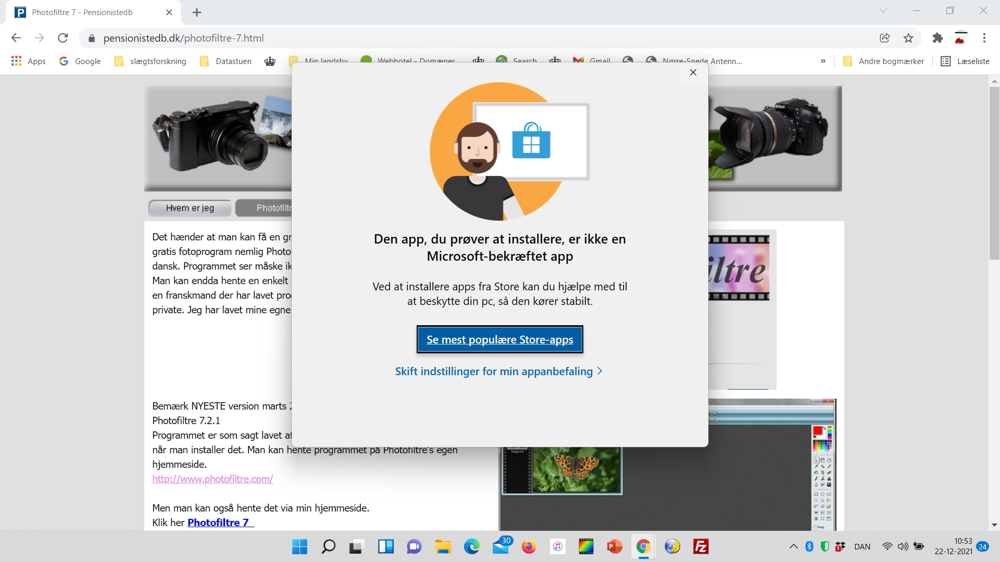 Photofiltre 7 - Pensionistedb
pensionistedb.dk/photofiltre-7.html
Apps
Google
slægtsforskning
Datastuen
Min landsby
Webhotel - Domæner
Search
Gmail
Nørre-Snede Antenn...
»
Andre bogmærker
Læseliste
LUMIX
Nikon
Hvem er jeg
Photofiltr
Det hænder at man kan få en gr
gratis fotoprogram nemlig Photo
dansk. Programmet ser måske ik
Man kan endda hente en enkelt
en franskmand der har lavet pro
private. Jeg har lavet mine egne
iltre
Den app, du prøver at installere, er ikke en
Microsoft-bekræftet app
Ved at installere apps fra Store kan du hjælpe med til
at beskytte din pc, så den kører stabilt.
Se mest populære Store-apps
Skift indstillinger for min appanbefaling
Bemærk NYESTE version marts 2
Photofiltre 7.2.1
Programmet er som sagt lavet af
når man installer det. Man kan hente programmet på Photofiltre's egen
hjemmeside.
http://www.photofiltre.com/
Men man kan også hente det via min hjemmeside.
Klik her Photofiltre 7
30
1
DAN
10:53
22-12-2021
24